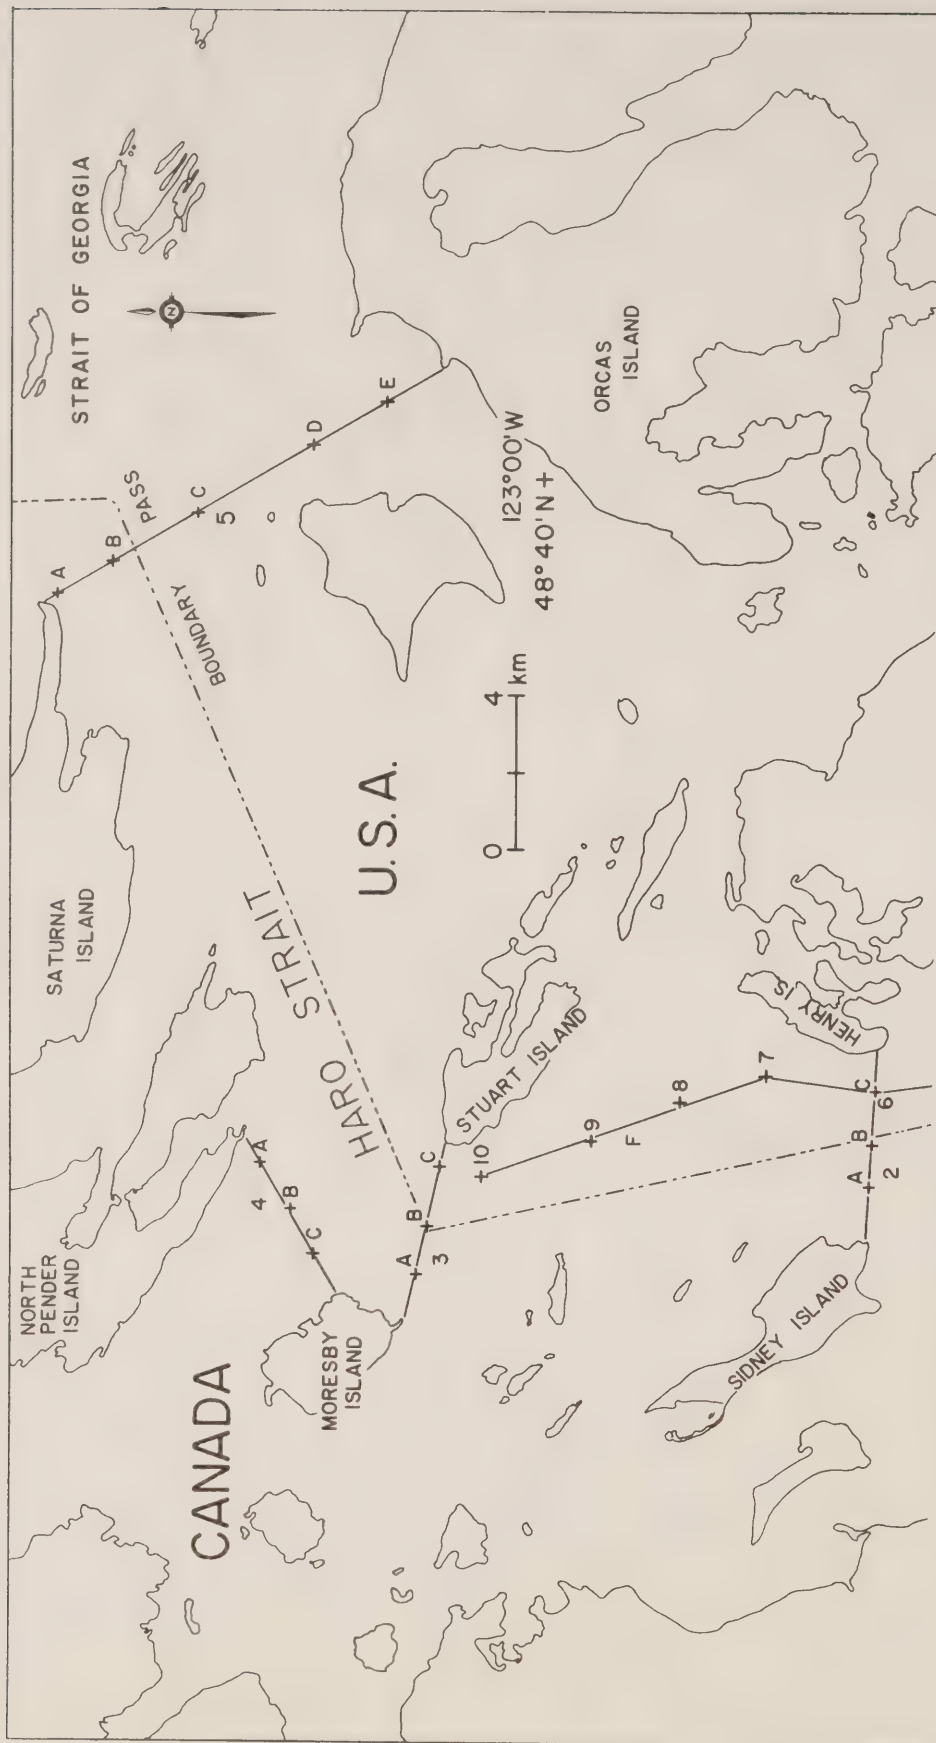 STRAIT OF GEORGIA
N
SATURNA
ISLAND
NORTH
PENDER
ISLAND
CANADA
BOUNDARY
PASS
A
B
C
5
D
E
HARO STRAIT
4
A
B
C
MORESBY
ISLAND
U.S.A.
A
B
C
3
STUART ISLAND
0
4
km
123°00'W
48°40'N +
ORCAS
ISLAND
10
9
F
8
7
HENRY IS.
SIDNEY ISLAND
A
B
C
2
6